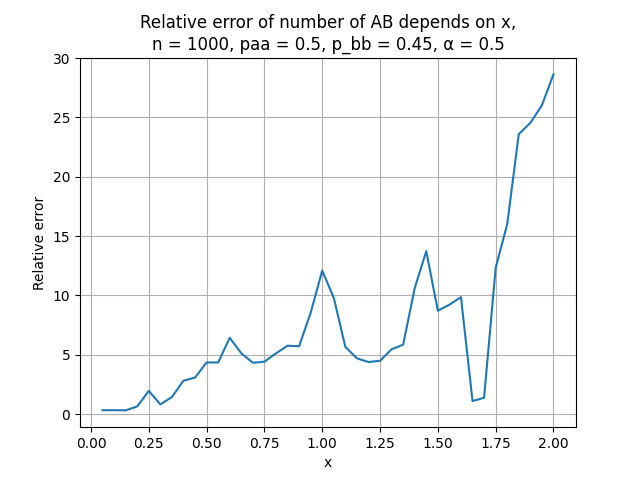 Relative error of number of AB depends on x,
n = 1000, paa = 0.5, p_bb = 0.45, α = 0.5
30
25
20
15
10
5
0
Relative error
0.00 0.25 0.50 0.75 1.00 1.25 1.50 1.75 2.00
x